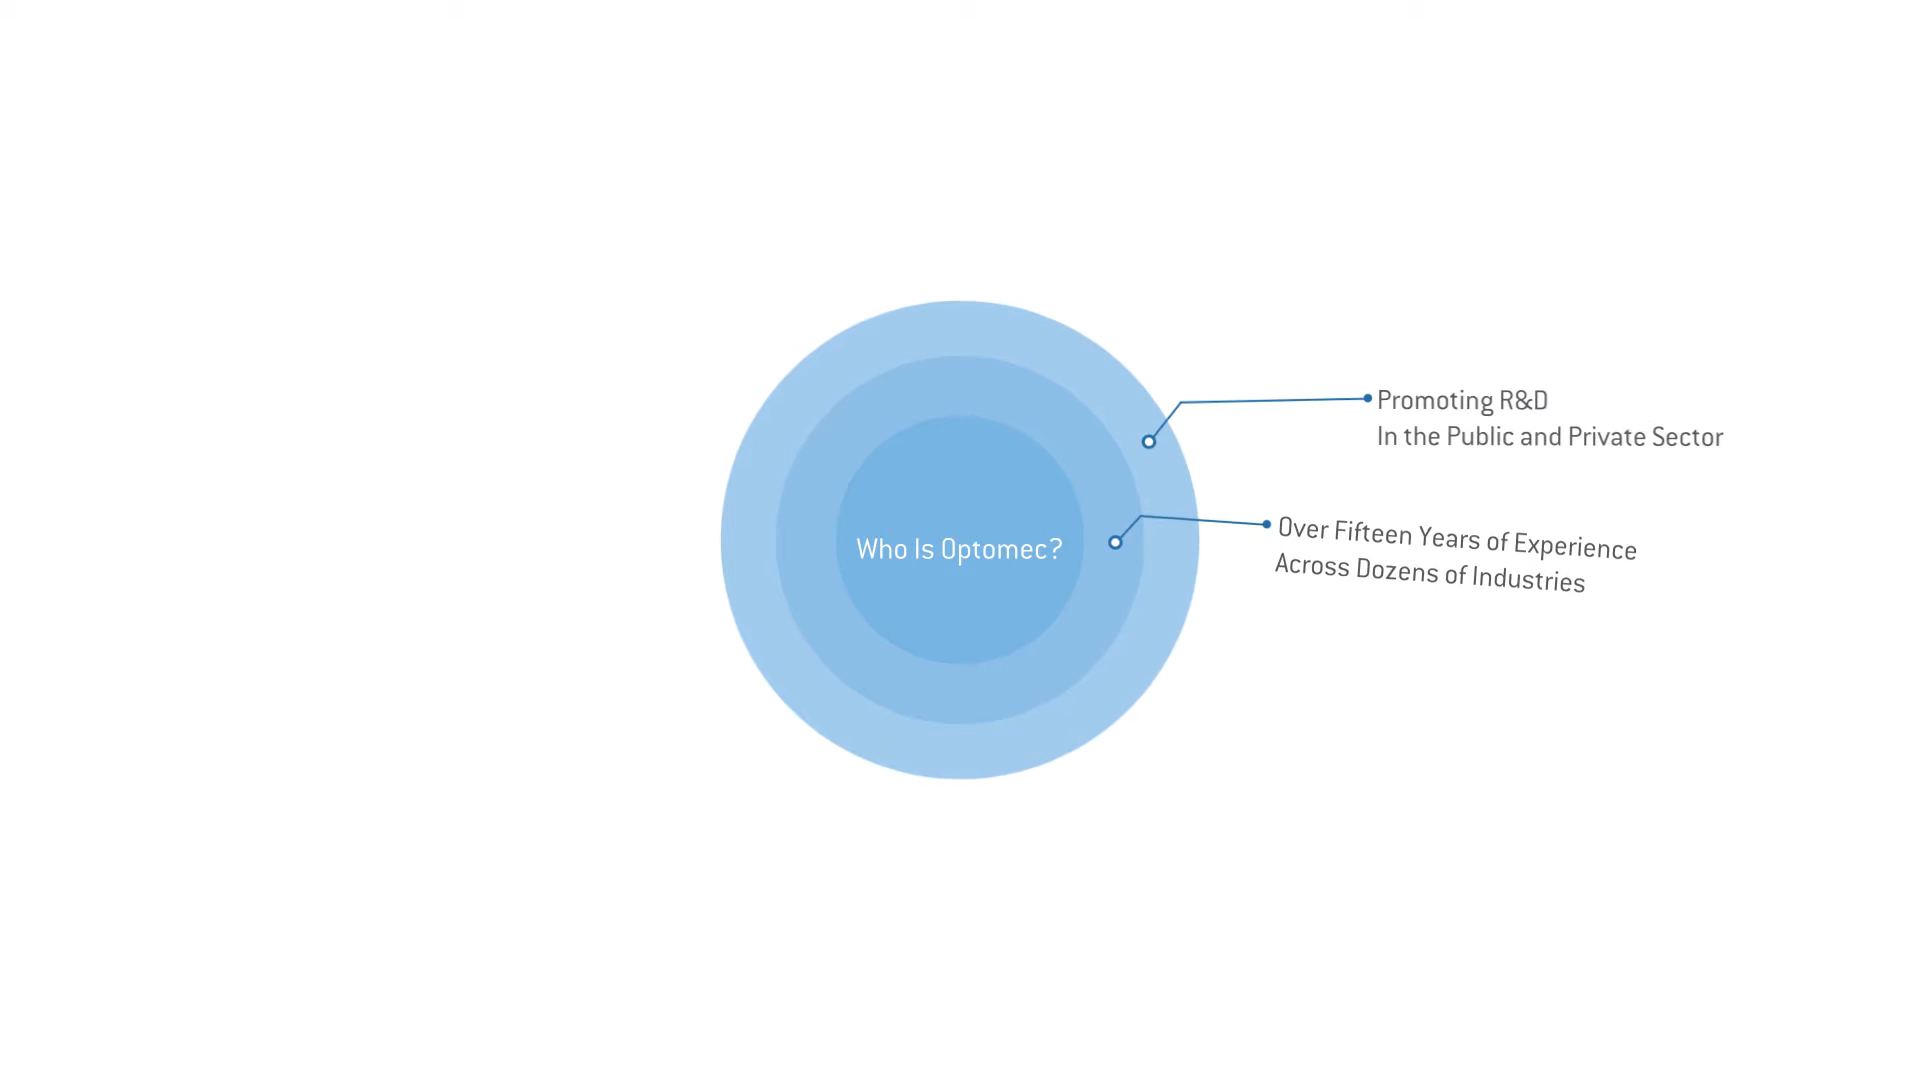 Promoting R&D
In the Public and Private Sector
Who Is Optomec?
Over Fifteen Years of Experience
Across Dozens of Industries